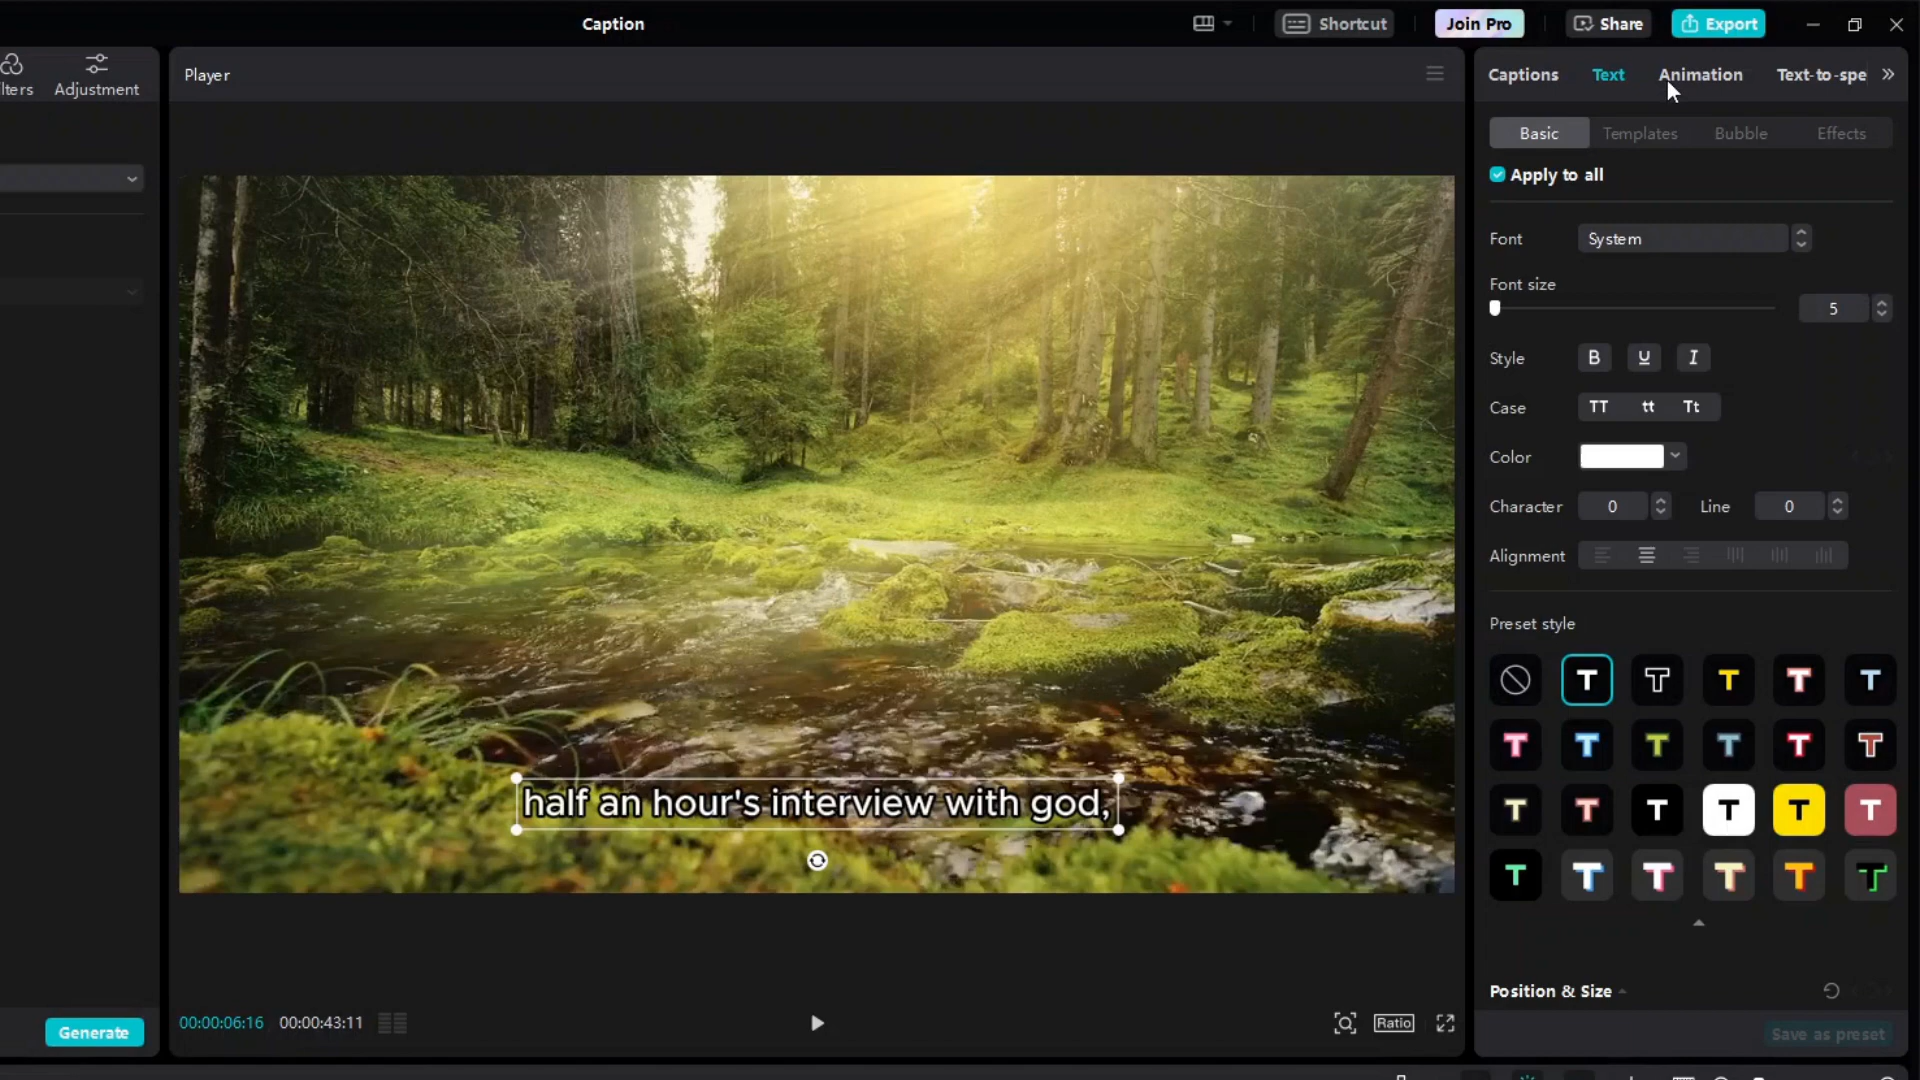 Caption
Shortcut
Join Pro
Share
Export
lters
Adjustment
Player
Captions
Text
Animation
Text-to-spe
Basic
Templates
Bubble
Effects
Apply to all
Font
System
Font size
5
Style
B U I
Case
TT tt Tt
Color
Character
0
Line
0
Alignment
Preset style
T T T T T
T T T T T T
T T T T T T
T T T T T T
half an hour's interview with god,
Position & Size
Generate
00:00:06:16
00:00:43:11
Ratio
Save as preset